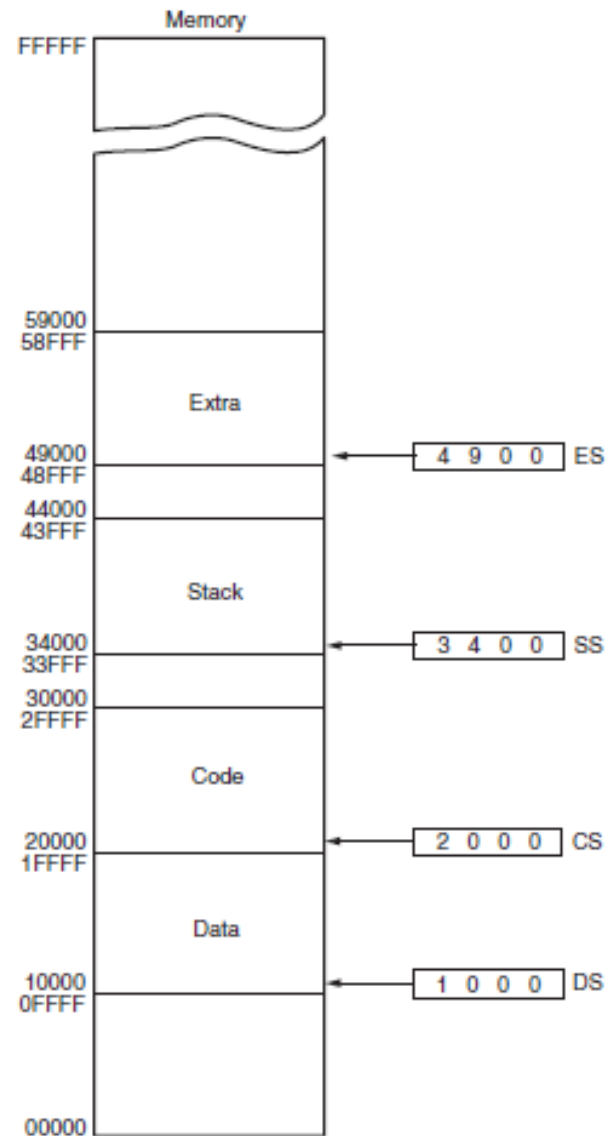 Memory
FFFFF
59000
58FFF
Extra
49000
4 9 0 0 ES
48FFF
44000
43FFF
Stack
34000
3 4 0 0 SS
33FFF
30000
2FFFF
Code
20000
2 0 0 0 CS
1FFFF
Data
10000
1 0 0 0 DS
0FFFF
00000